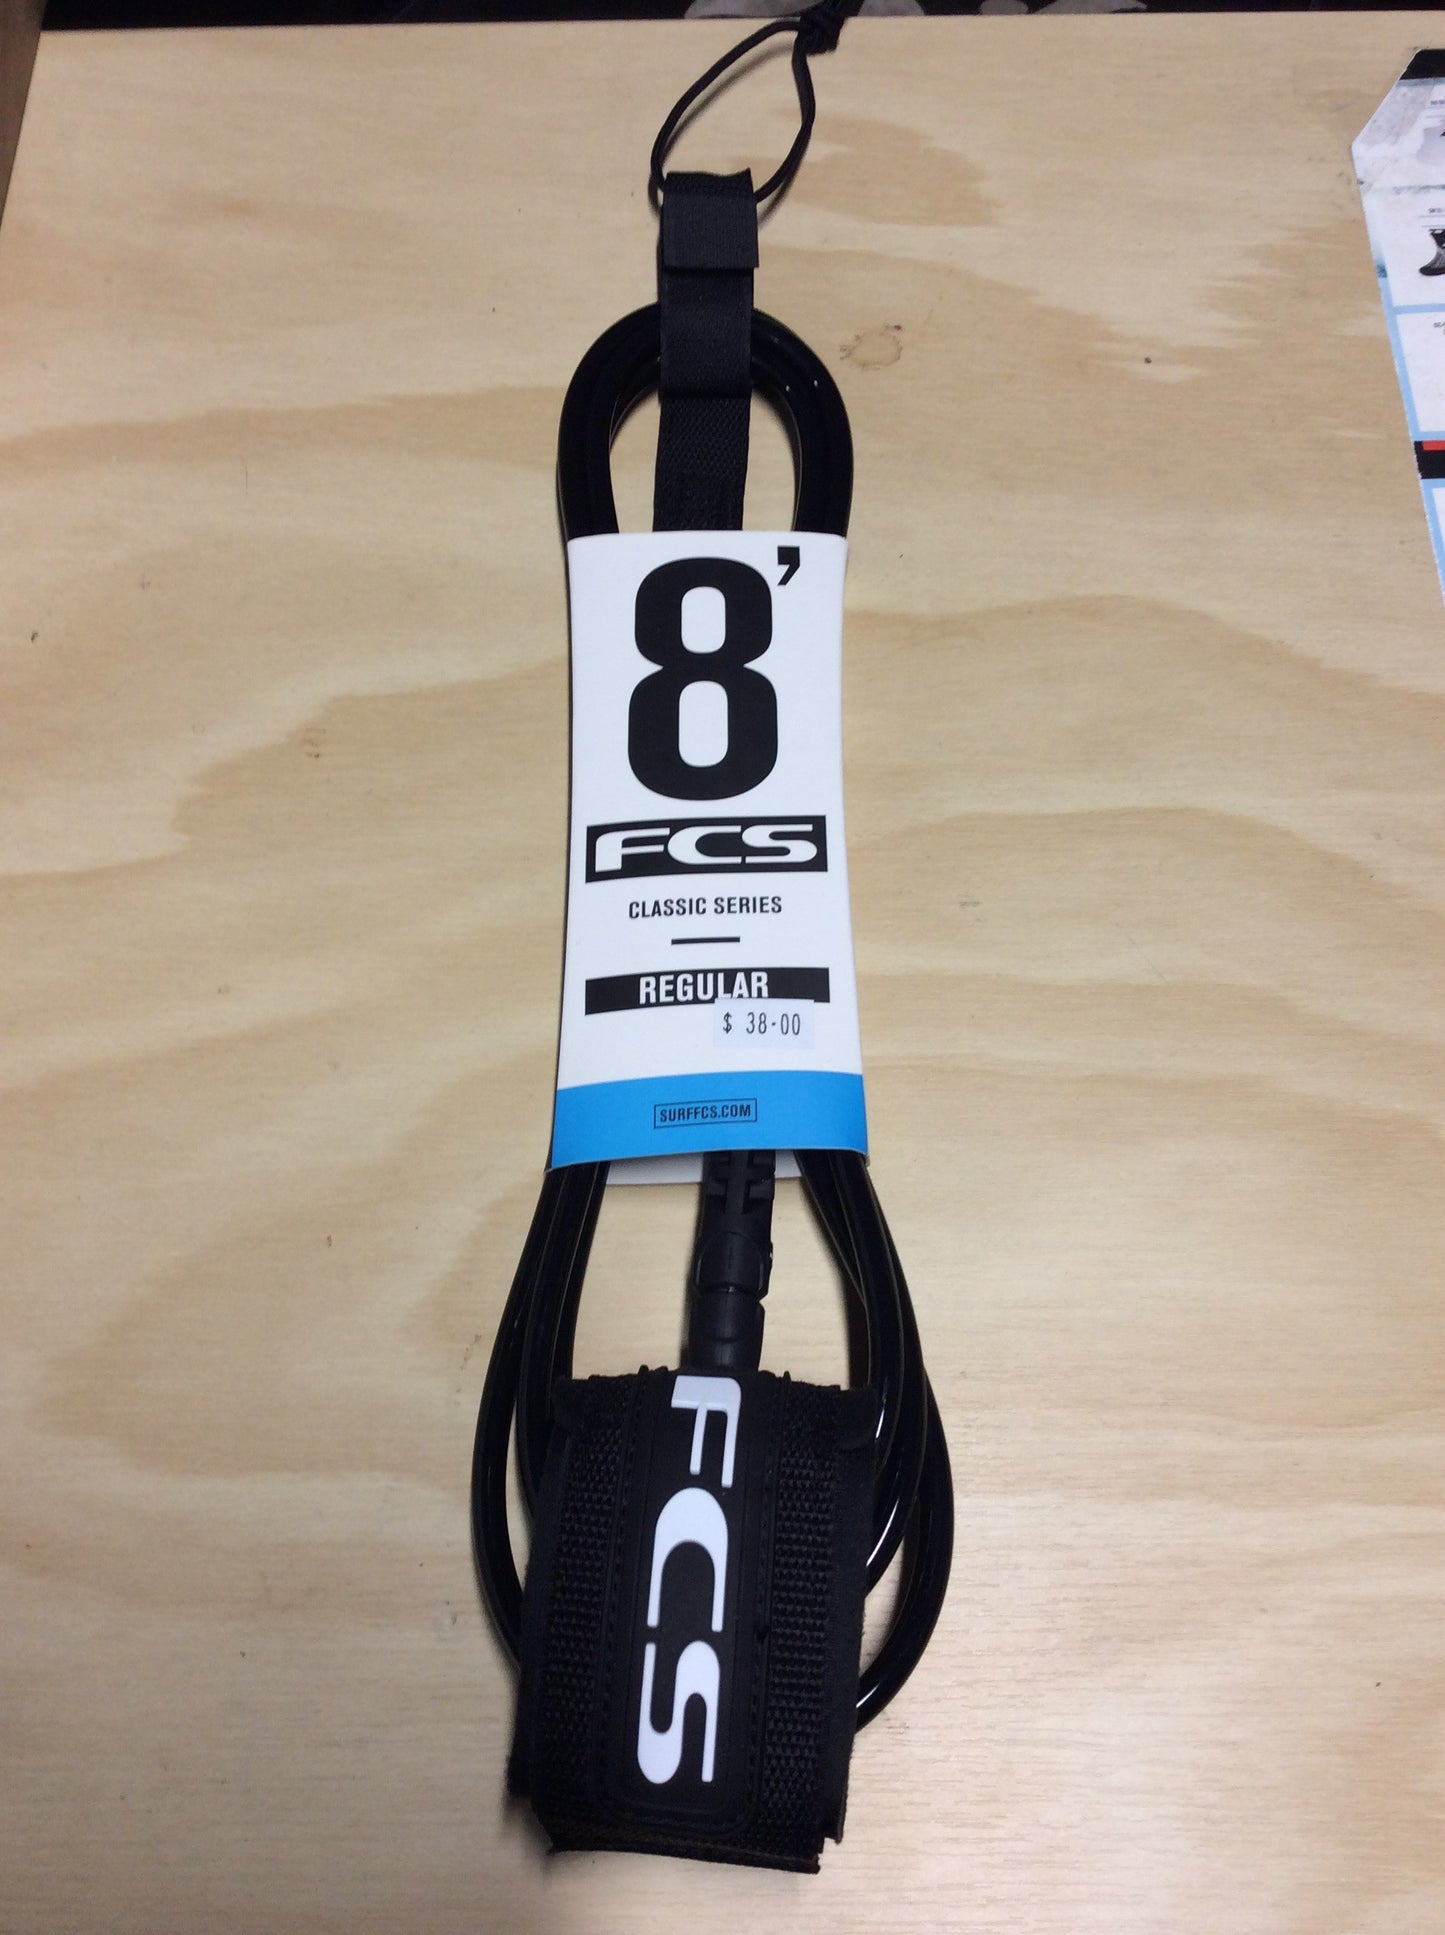 8’
FCS
CLASSIC SERIES
REGULAR
$ 38.00
SURFFCS.COM
FCS